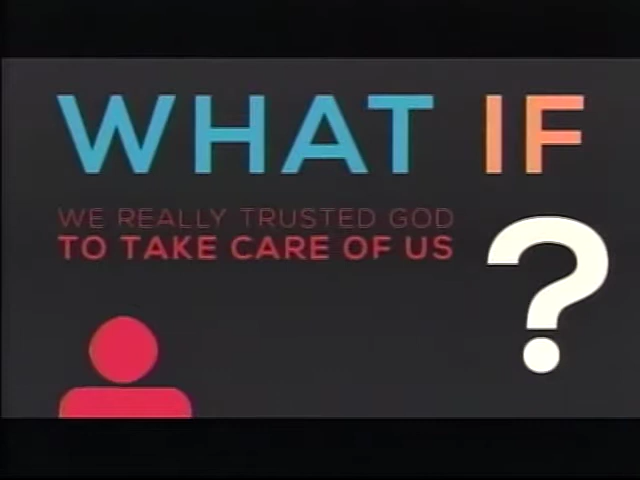 WHAT IF
WE REALLY TRUSTED GOD
TO TAKE CARE OF US
?